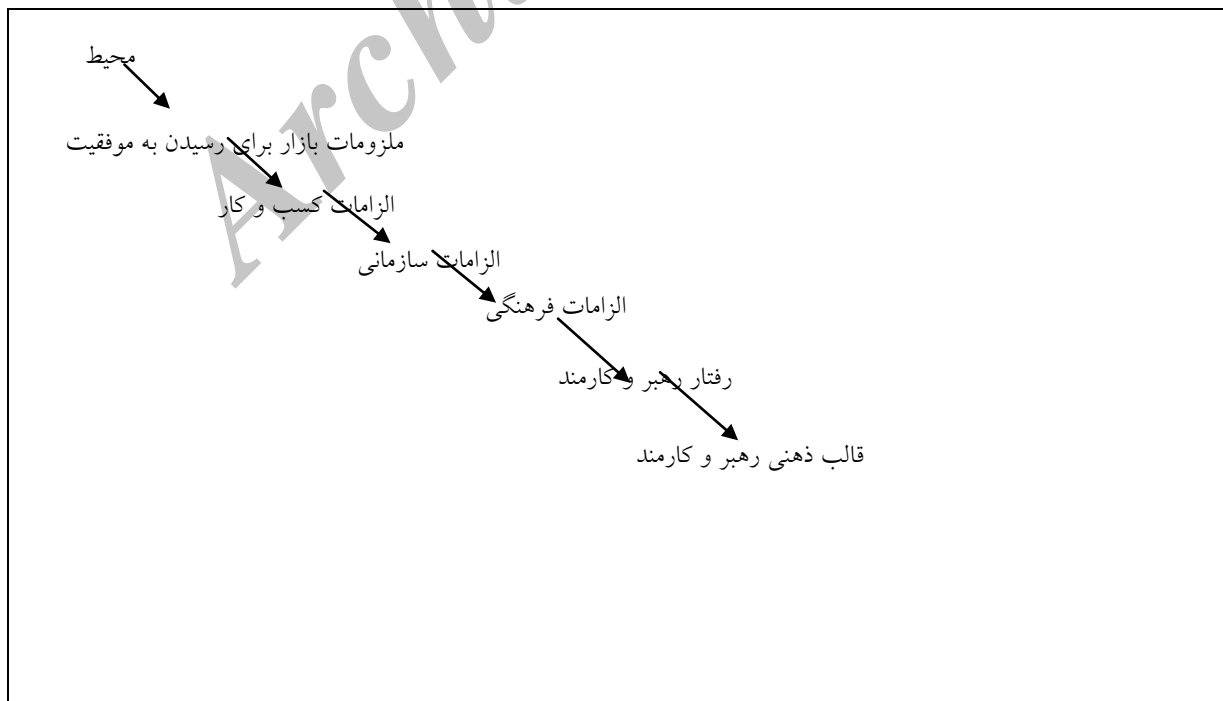 محیط
ملزومات بازار برای رسیدن به موفقیت
الزامات کسب و کار
الزامات سازمانی
الزامات فرهنگی
رفتار رهبر و کارمند
قالب ذهنی رهبر و کارمند